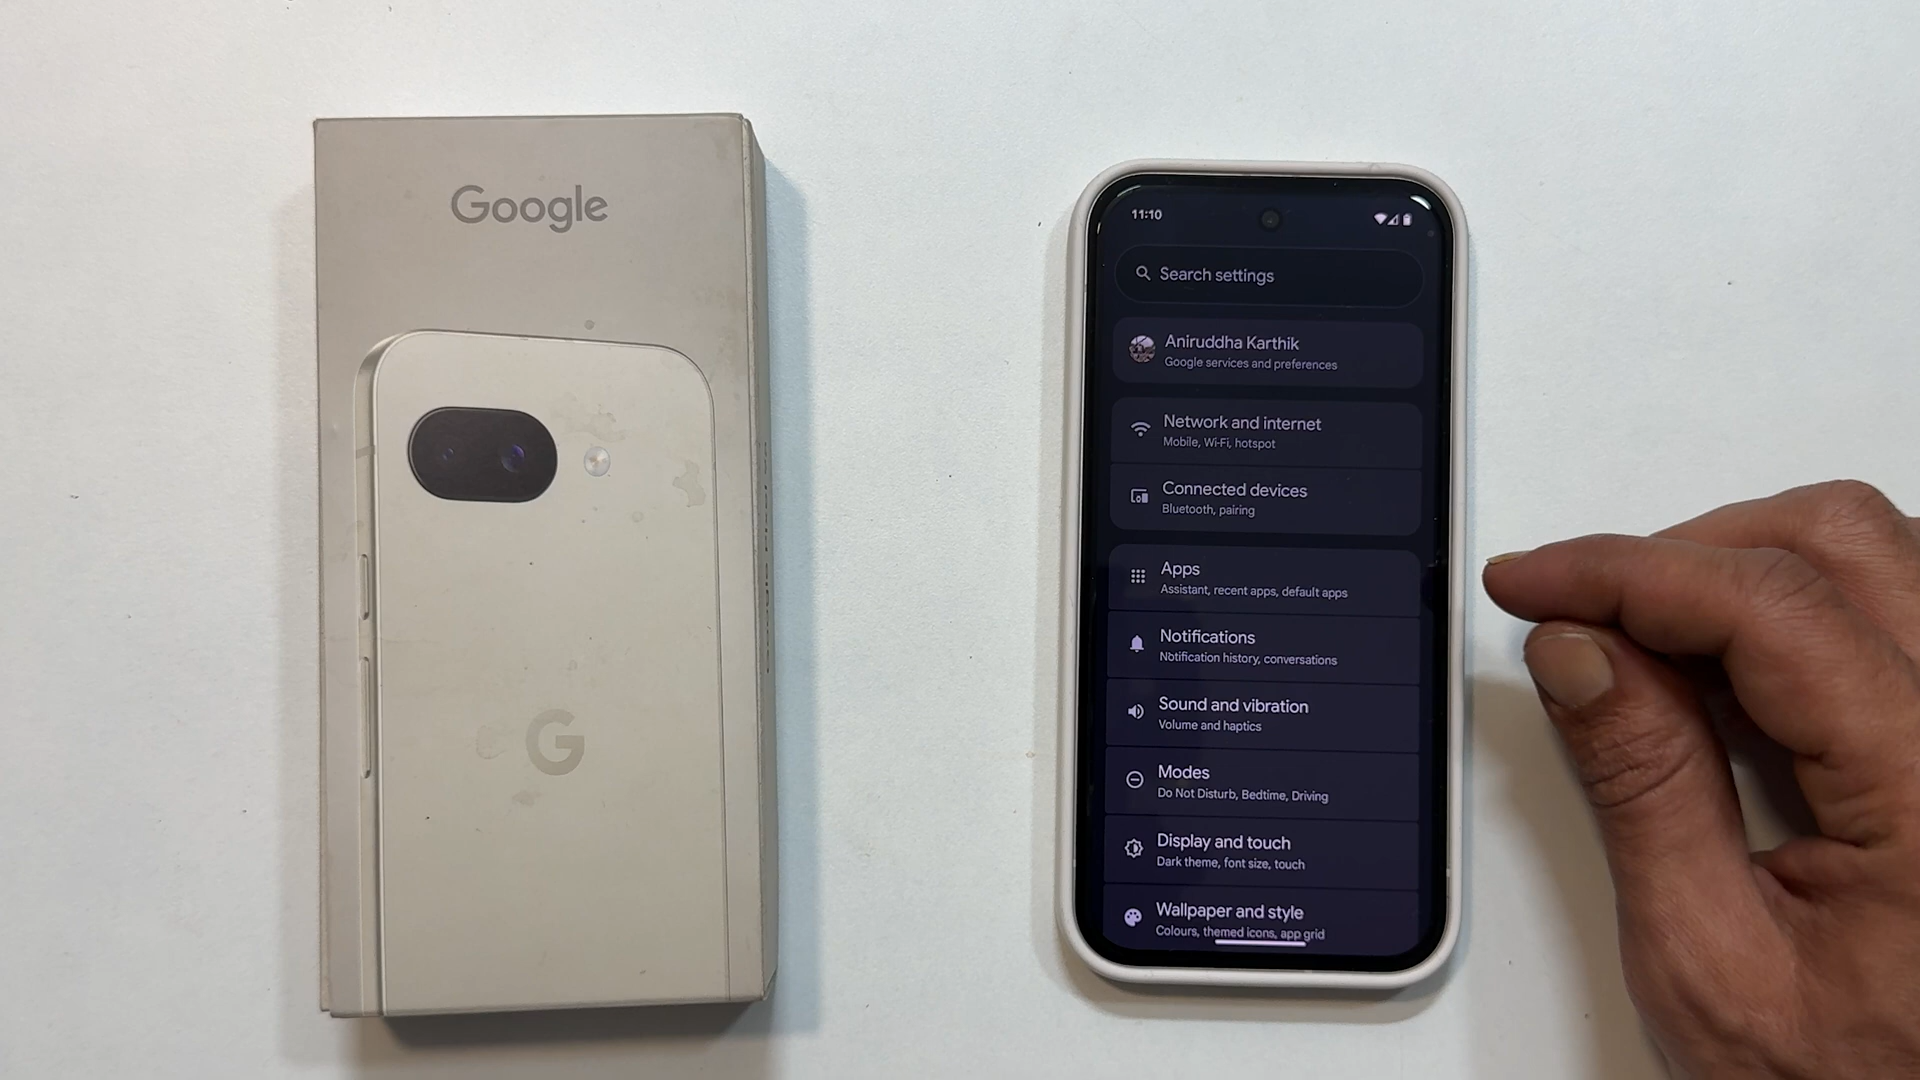 Google
G
11:10
Search settings
Aniruddha Karthik
Google services and preferences
Network and internet
Mobile, Wi-Fi, hotspot
Connected devices
Bluetooth, pairing
Apps
Assistant, recent apps, default apps
Notifications
Notification history, conversations
Sound and vibration
Volume and haptics
Modes
Do Not Disturb, Bedtime, Driving
Display and touch
Dark theme, font size, touch
Wallpaper and style
Colours, themed icons, app grid